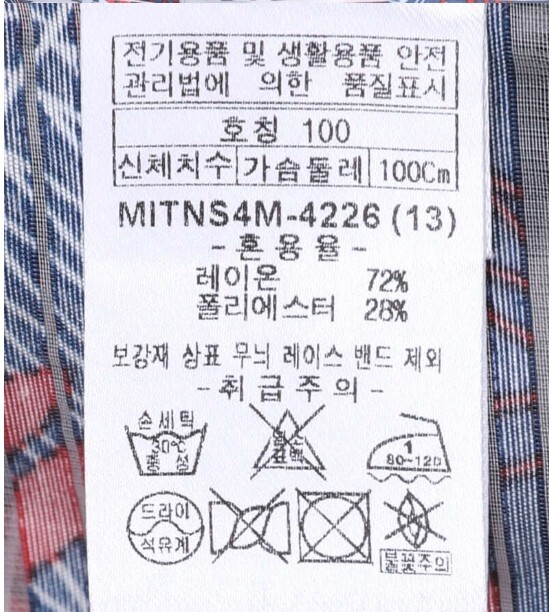 전기용품 및 생활용품 안전
관리법에 의한 품질표시
호칭 100
신체치수 가슴둘레 100Cm
MITNS4M-4226 (13)
- 혼용율 -
레이온 72%
폴리에스터 28%
보강재 상표 무늬 레이스 밴드 제외
- 취급주의 -
손세탁
30℃
중성
염소
표백
1
80~120
드라이
석유계
불꽃주의